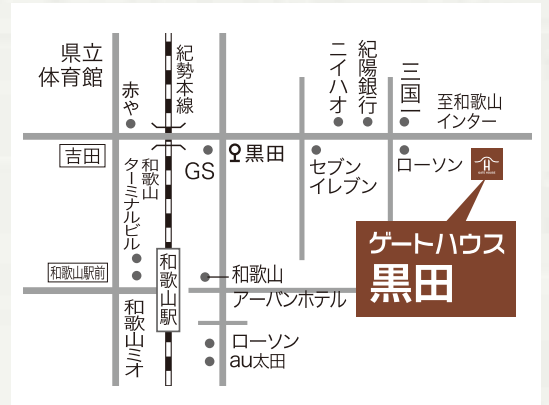 県立
体育館
赤や
紀勢本線
ニイハオ
紀陽銀行
三国一
至和歌山
インター
吉田
和歌山
ターミナルビル
GS
黒田
セブン
イレブン
ローソン
ゲートハウス
黒田
和歌山駅前
和歌山駅
和歌山
アーバンホテル
和歌山ミオ
ローソン
au太田